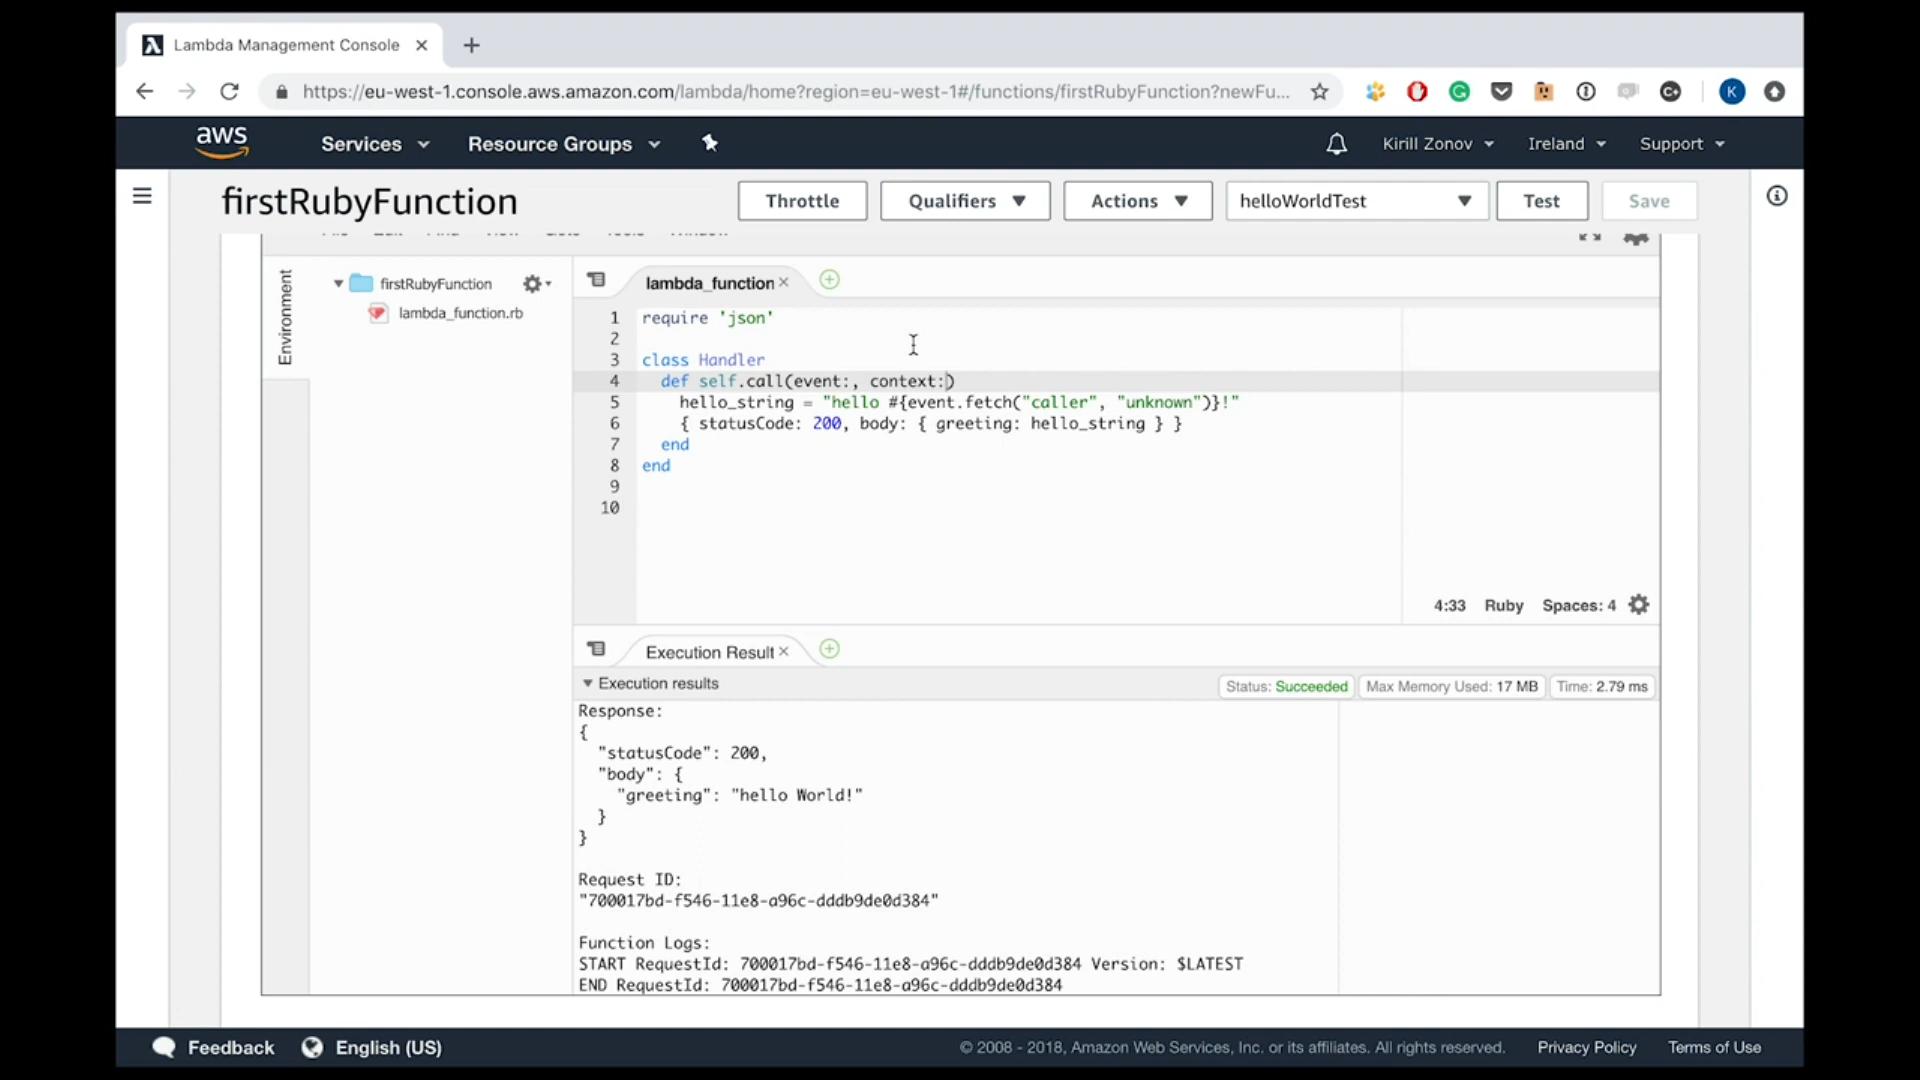 Lambda Management Console
https://eu-west-1.console.aws.amazon.com/lambda/home?region=eu-west-1#/functions/firstRubyFunction?newFu...
K
aws Services Resource Groups Kirill Zonov Ireland Support
firstRubyFunction Throttle Qualifiers Actions helloWorldTest Test Save
Environment
firstRubyFunction
lambda_function.rb
lambda_function
1 require 'json'
2
3 class Handler
4 def self.call(event:, context:)
5 hello_string = "hello #{event.fetch("caller", "unknown")}!"
6 { statusCode: 200, body: { greeting: hello_string } }
7 end
8 end
9
10
4:33 Ruby Spaces: 4
Execution Result
Execution results Status: Succeeded Max Memory Used: 17 MB Time: 2.79 ms
Response:
{
"statusCode": 200,
"body": {
"greeting": "hello World!"
}
}
Request ID:
"700017bd-f546-11e8-a96c-dddb9de0d384"
Function Logs:
START RequestId: 700017bd-f546-11e8-a96c-dddb9de0d384 Version: $LATEST
END RequestId: 700017bd-f546-11e8-a96c-dddb9de0d384
Feedback English (US) © 2008 - 2018, Amazon Web Services, Inc. or its affiliates. All rights reserved. Privacy Policy Terms of Use